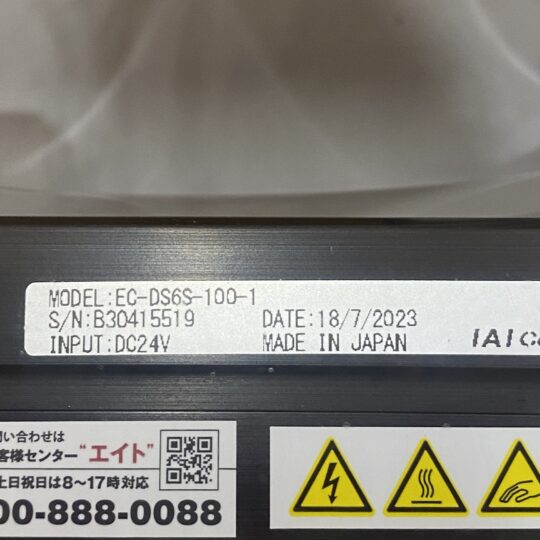 MODEL:EC-DS6S-100-1
S/N:B30415519 DATE:18/7/2023
INPUT:DC24V MADE IN JAPAN
IAI
い合わせは
客様センター“エイト”
土日祝日は8～17時対応
00-888-0088